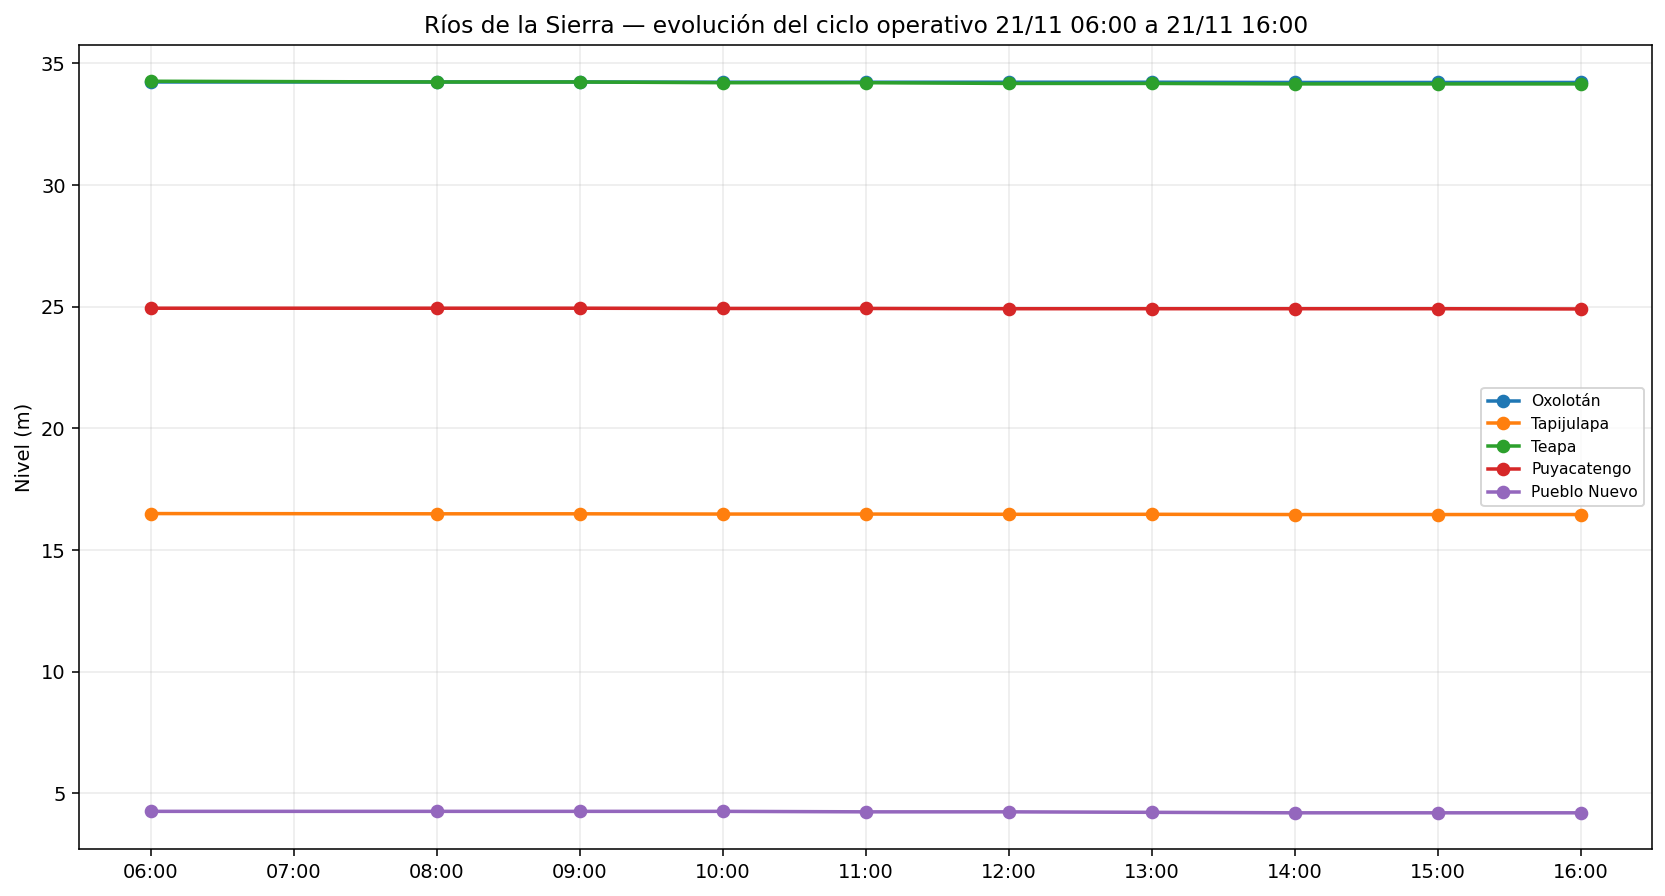 Ríos de la Sierra — evolución del ciclo operativo 21/11 06:00 a 21/11 16:00
Nivel (m)
35
30
25
20
15
10
5
Oxolotán
Tapijulapa
Teapa
Puyacatengo
Pueblo Nuevo
06:00 07:00 08:00 09:00 10:00 11:00 12:00 13:00 14:00 15:00 16:00